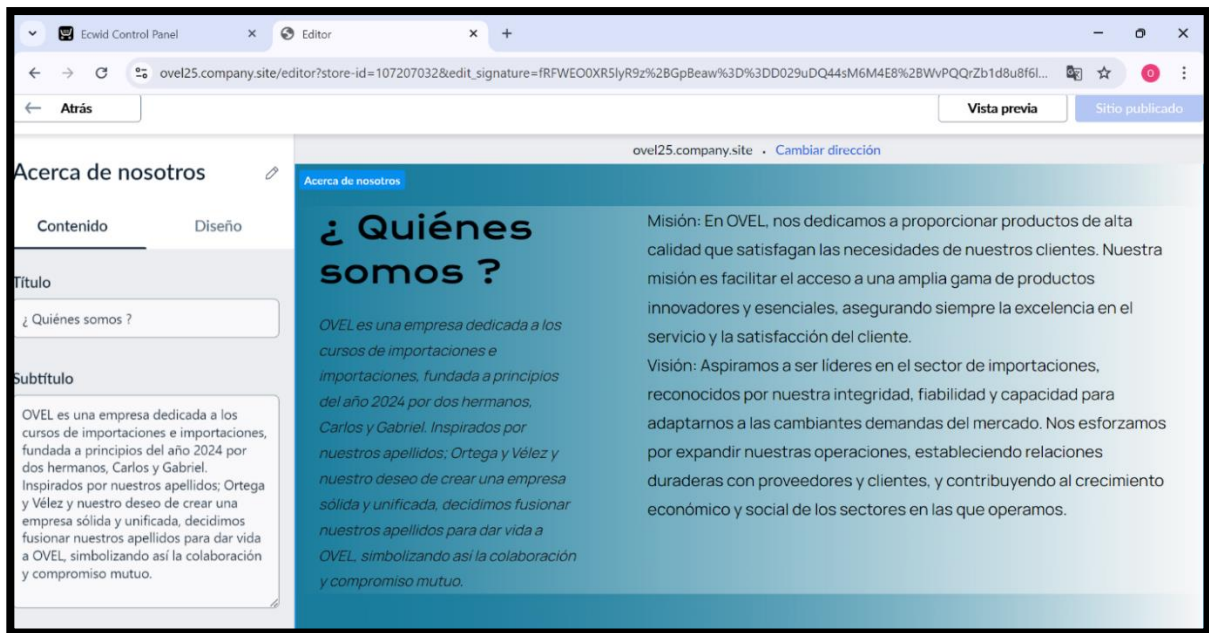 Ecwid Control Panel
Editor
ovel25.company.site/editor?store-id=107207032&edit_signature=fRFWEO0XR5lyR9z%2BGpBeaw%3D%3DD029uDQ44sM6M4E8%2BWvPQQrZb1d8u8f6l...
O
Atrás
Vista previa
Sitio publicado
ovel25.company.site • Cambiar dirección
Acerca de nosotros
Contenido
Diseño
Título
¿ Quiénes somos ?
Subtítulo
OVEL es una empresa dedicada a los
cursos de importaciones e importaciones,
fundada a principios del año 2024 por
dos hermanos, Carlos y Gabriel.
Inspirados por nuestros apellidos; Ortega
y Vélez y nuestro deseo de crear una
empresa sólida y unificada, decidimos
fusionar nuestros apellidos para dar vida
a OVEL, simbolizando así la colaboración
y compromiso mutuo.
Acerca de nosotros
¿ Quiénes
somos ?
OVEL es una empresa dedicada a los
cursos de importaciones e
importaciones, fundada a principios
del año 2024 por dos hermanos,
Carlos y Gabriel. Inspirados por
nuestros apellidos; Ortega y Vélez y
nuestro deseo de crear una empresa
sólida y unificada, decidimos fusionar
nuestros apellidos para dar vida a
OVEL, simbolizando así la colaboración
y compromiso mutuo.
Misión: En OVEL, nos dedicamos a proporcionar productos de alta
calidad que satisfagan las necesidades de nuestros clientes. Nuestra
misión es facilitar el acceso a una amplia gama de productos
innovadores y esenciales, asegurando siempre la excelencia en el
servicio y la satisfacción del cliente.
Visión: Aspiramos a ser líderes en el sector de importaciones,
reconocidos por nuestra integridad, fiabilidad y capacidad para
adaptarnos a las cambiantes demandas del mercado. Nos esforzamos
por expandir nuestras operaciones, estableciendo relaciones
duraderas con proveedores y clientes, y contribuyendo al crecimiento
económico y social de los sectores en las que operamos.